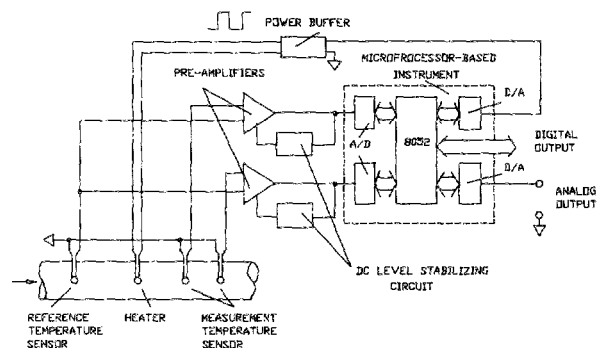 POWER BUFFER
MICROPROCESSOR-BASED
INSTRUMENT
PRE-AMPLIFIERS
D/A
A/D
8052
DIGITAL
OUTPUT
D/A
ANALOG
OUTPUT
DC LEVEL STABILIZING
CIRCUIT
REFERENCE
TEMPERATURE
SENSOR
HEATER
MEASUREMENT
TEMPERATURE
SENSOR